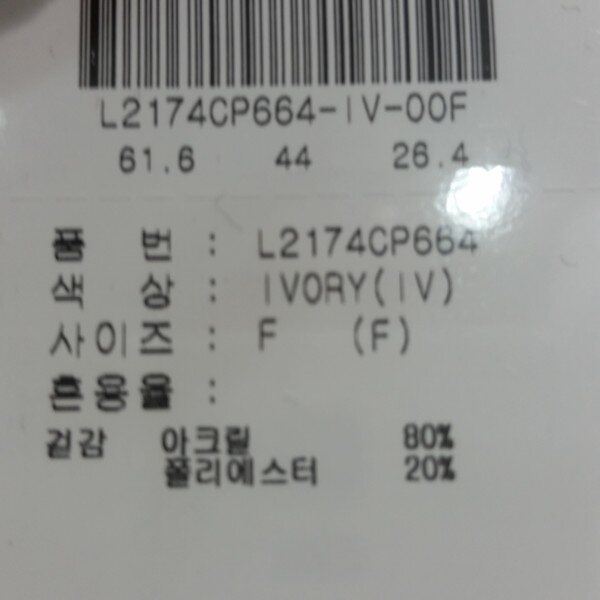 L2174CP664-IV-00F
61.6 44 26.4
품 번 : L2174CP664
색 상 : IVORY(IV)
사이즈 : F (F)
혼용율 :
겉감 아크릴 80%
폴리에스터 20%